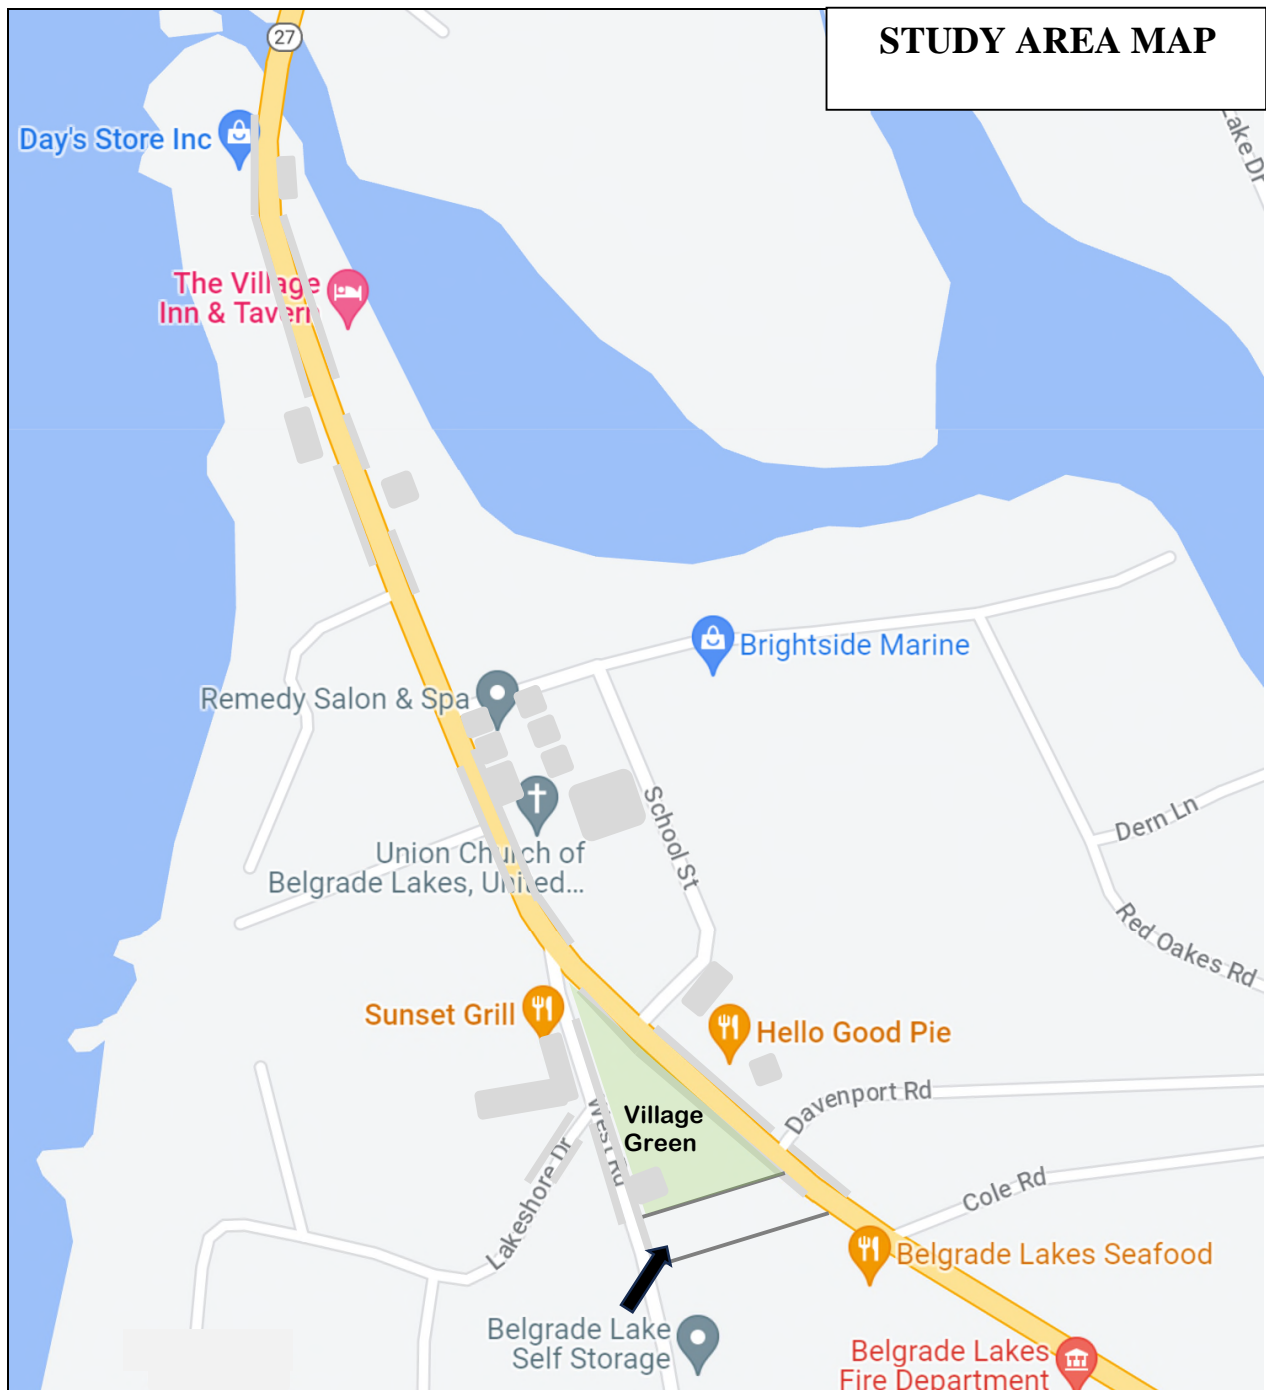 STUDY AREA MAP
27
Lake Dr
Day's Store Inc
The Village
Inn & Tavern
Brightside Marine
Remedy Salon & Spa
School St
Dern Ln
Union Church of
Belgrade Lakes, United...
Red Oakes Rd
Sunset Grill
Hello Good Pie
Davenport Rd
Village
Green
West Rd
Lakeshore Dr
Cole Rd
Belgrade Lakes Seafood
Belgrade Lake
Self Storage
Belgrade Lakes
Fire Department